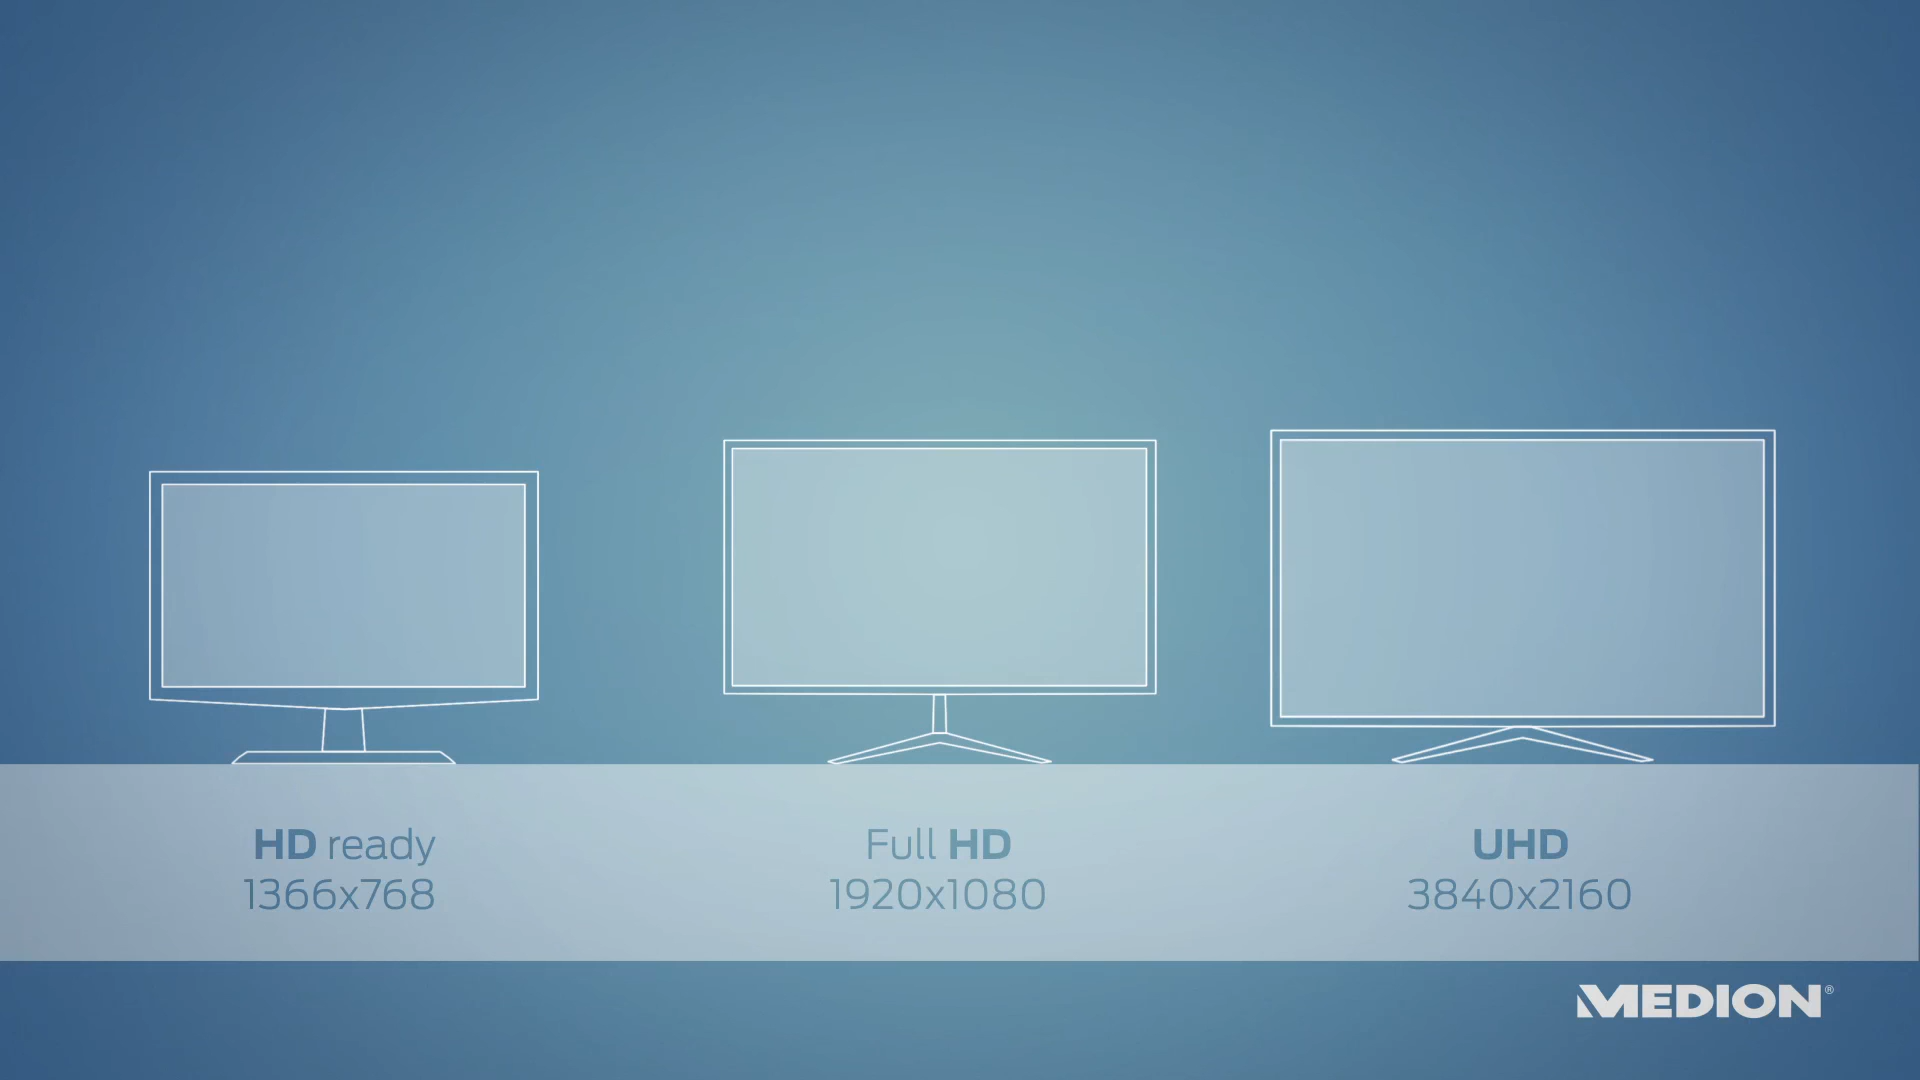 HD ready
1366x768
Full HD
1920x1080
UHD
3840x2160
MEDION®